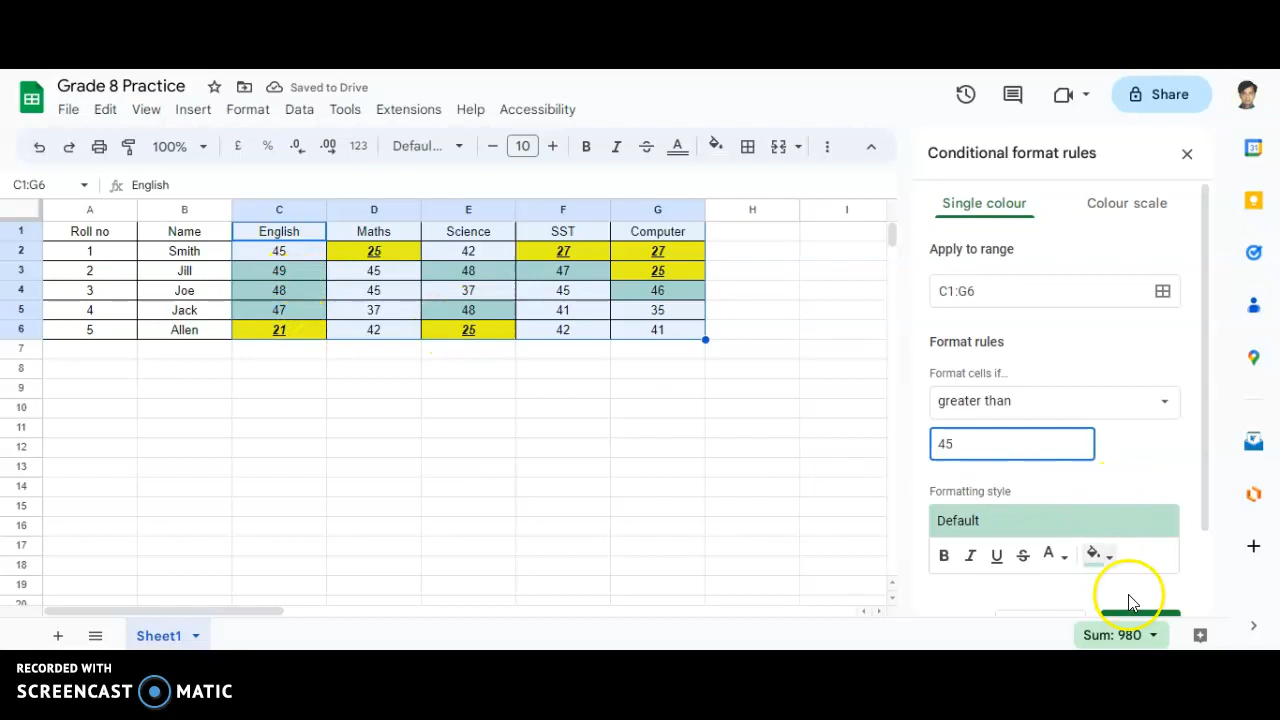 Grade 8 Practice Saved to Drive
File Edit View Insert Format Data Tools Extensions Help Accessibility
Share
100% £ % .0 .00 123 Defaul... 10 B I S A
C1:G6 fx English
Conditional format rules
Single colour Colour scale
Apply to range
C1:G6
Format rules
Format cells if...
greater than
45
Formatting style
Default
B I U S A
A B C D E F G H I
1 Roll no Name English Maths Science SST Computer
2 1 Smith 45 25 42 27 27
3 2 Jill 49 45 48 47 25
4 3 Joe 48 45 37 45 46
5 4 Jack 47 37 48 41 35
6 5 Allen 21 42 25 42 41
7
8
9
10
11
12
13
14
15
16
17
18
19
20
Sheet1
Sum: 980
31
RECORDED WITH
SCREENCAST MATIC